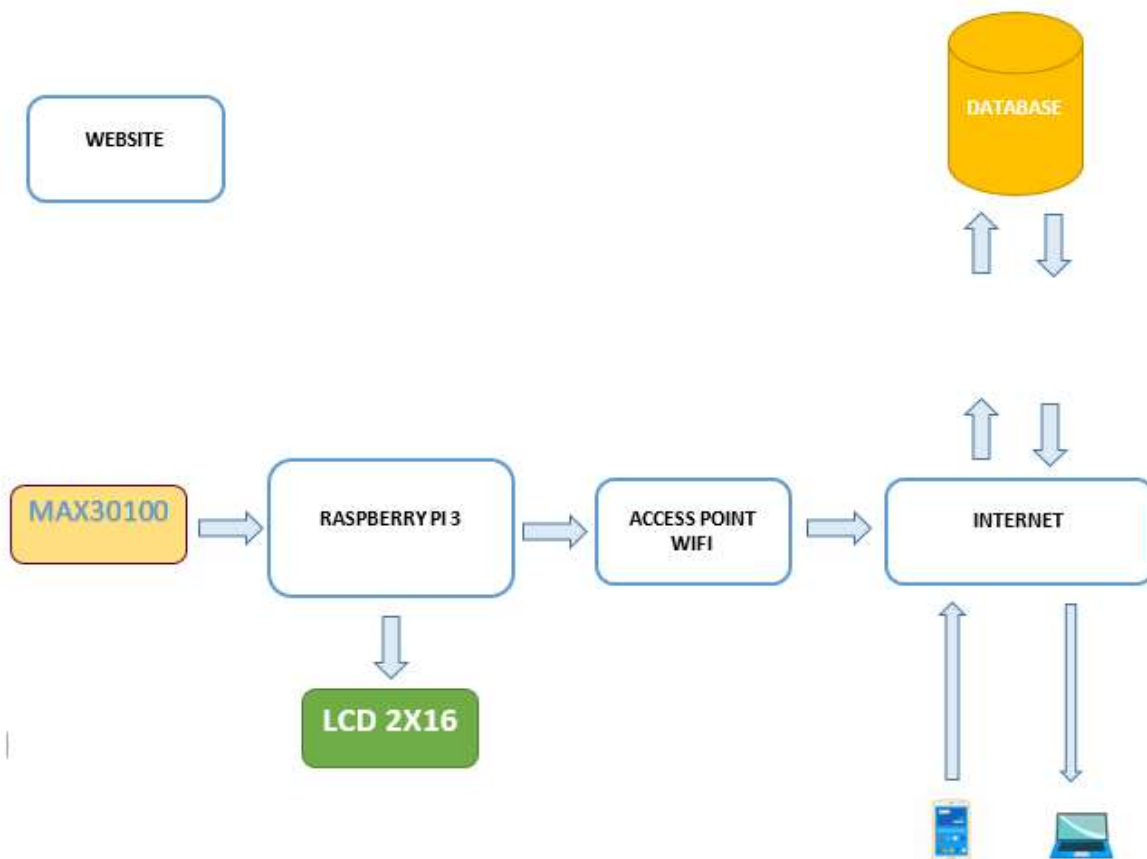 DATABASE
WEBSITE
MAX30100
RASPBERRY PI 3
ACCESS POINT
WIFI
INTERNET
LCD 2X16